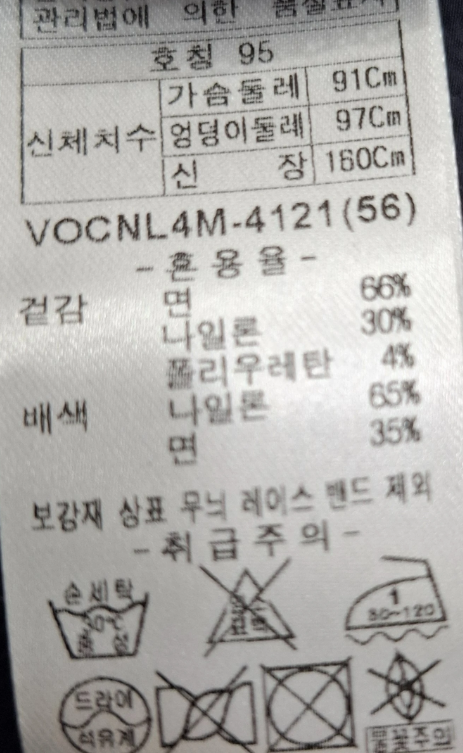 관리법에 의한 품질표시
호칭 95
신체치수 가슴둘레 91Cm
엉덩이둘레 97Cm
신 장 160Cm
VOCNL4M-4121(56)
-혼용율-
겉감 면 66%
나일론 30%
폴리우레탄 4%
배색 나일론 65%
면 35%
보강재 상표 무늬 레이스 밴드 제외
-취급주의-
손세탁
30℃
중성
1
80~120
드라이
석유계